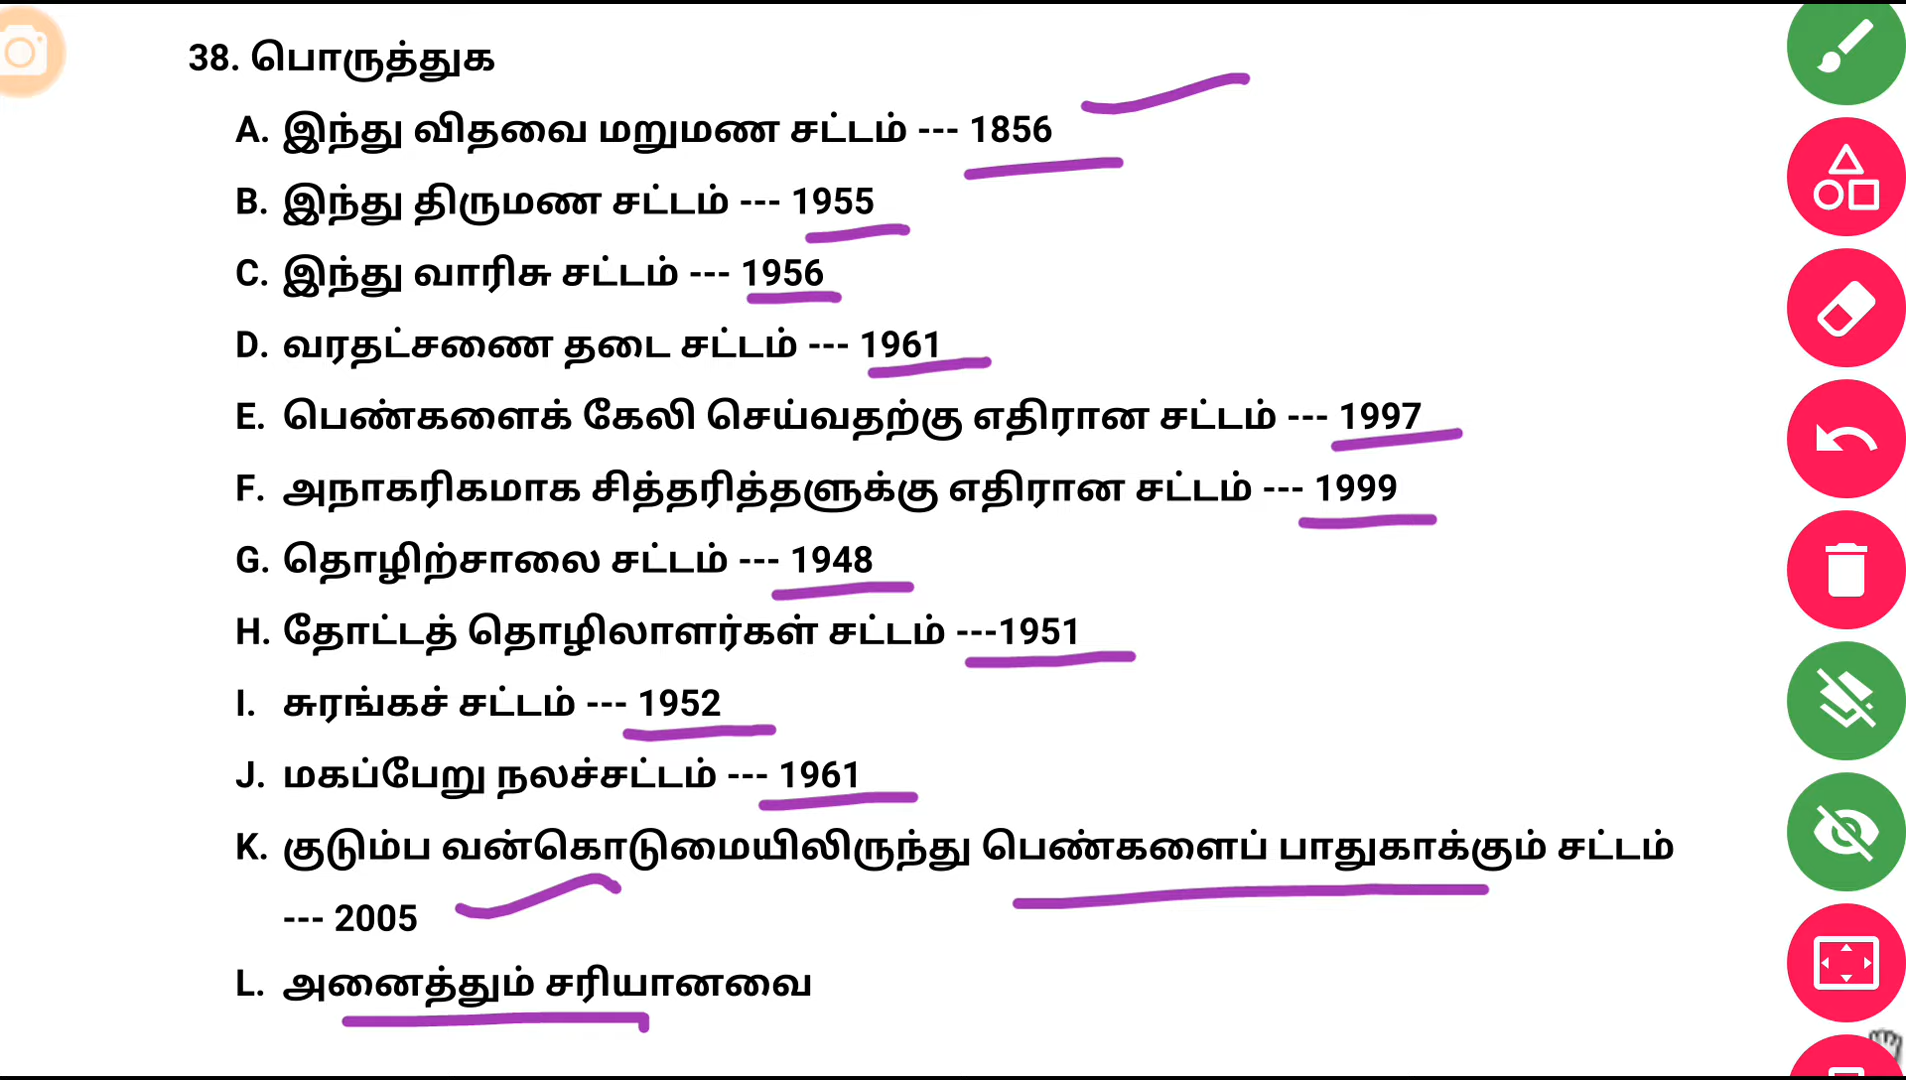 38. பொருத்துக
A. இந்து விதவை மறுமண சட்டம் --- 1856
B. இந்து திருமண சட்டம் --- 1955
C. இந்து வாரிசு சட்டம் --- 1956
D. வரதட்சணை தடை சட்டம் --- 1961
E. பெண்களைக் கேலி செய்வதற்கு எதிரான சட்டம் --- 1997
F. அநாகரிகமாக சித்தரித்தளுக்கு எதிரான சட்டம் --- 1999
G. தொழிற்சாலை சட்டம் --- 1948
H. தோட்டத் தொழிலாளர்கள் சட்டம் ---1951
I. சுரங்கச் சட்டம் --- 1952
J. மகப்பேறு நலச்சட்டம் --- 1961
K. குடும்ப வன்கொடுமையிலிருந்து பெண்களைப் பாதுகாக்கும் சட்டம்
--- 2005
L. அனைத்தும் சரியானவை